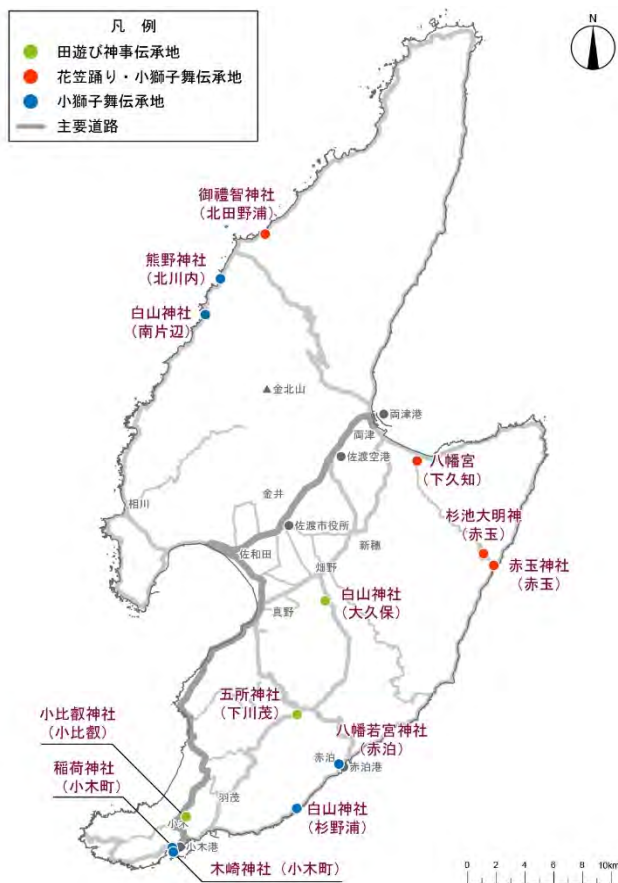 凡 例
田遊び神事伝承地
花笠踊り・小獅子舞伝承地
小獅子舞伝承地
主要道路
N
御禮智神社
(北田野浦)
熊野神社
(北川内)
白山神社
(南片辺)
▲金北山
両津港
両津
佐渡空港
八幡宮
(下久知)
金井
相川
佐渡市役所
杉池大明神
(赤玉)
新穂
佐和田
赤玉神社
(赤玉)
畑野
白山神社
(大久保)
真野
五所神社
(下川茂)
小比叡神社
(小比叡)
八幡若宮神社
(赤泊)
赤泊
赤泊港
稲荷神社
(小木町)
羽茂
白山神社
(杉野浦)
小木
小木港
木崎神社(小木町)
0 2 4 6 8 10km